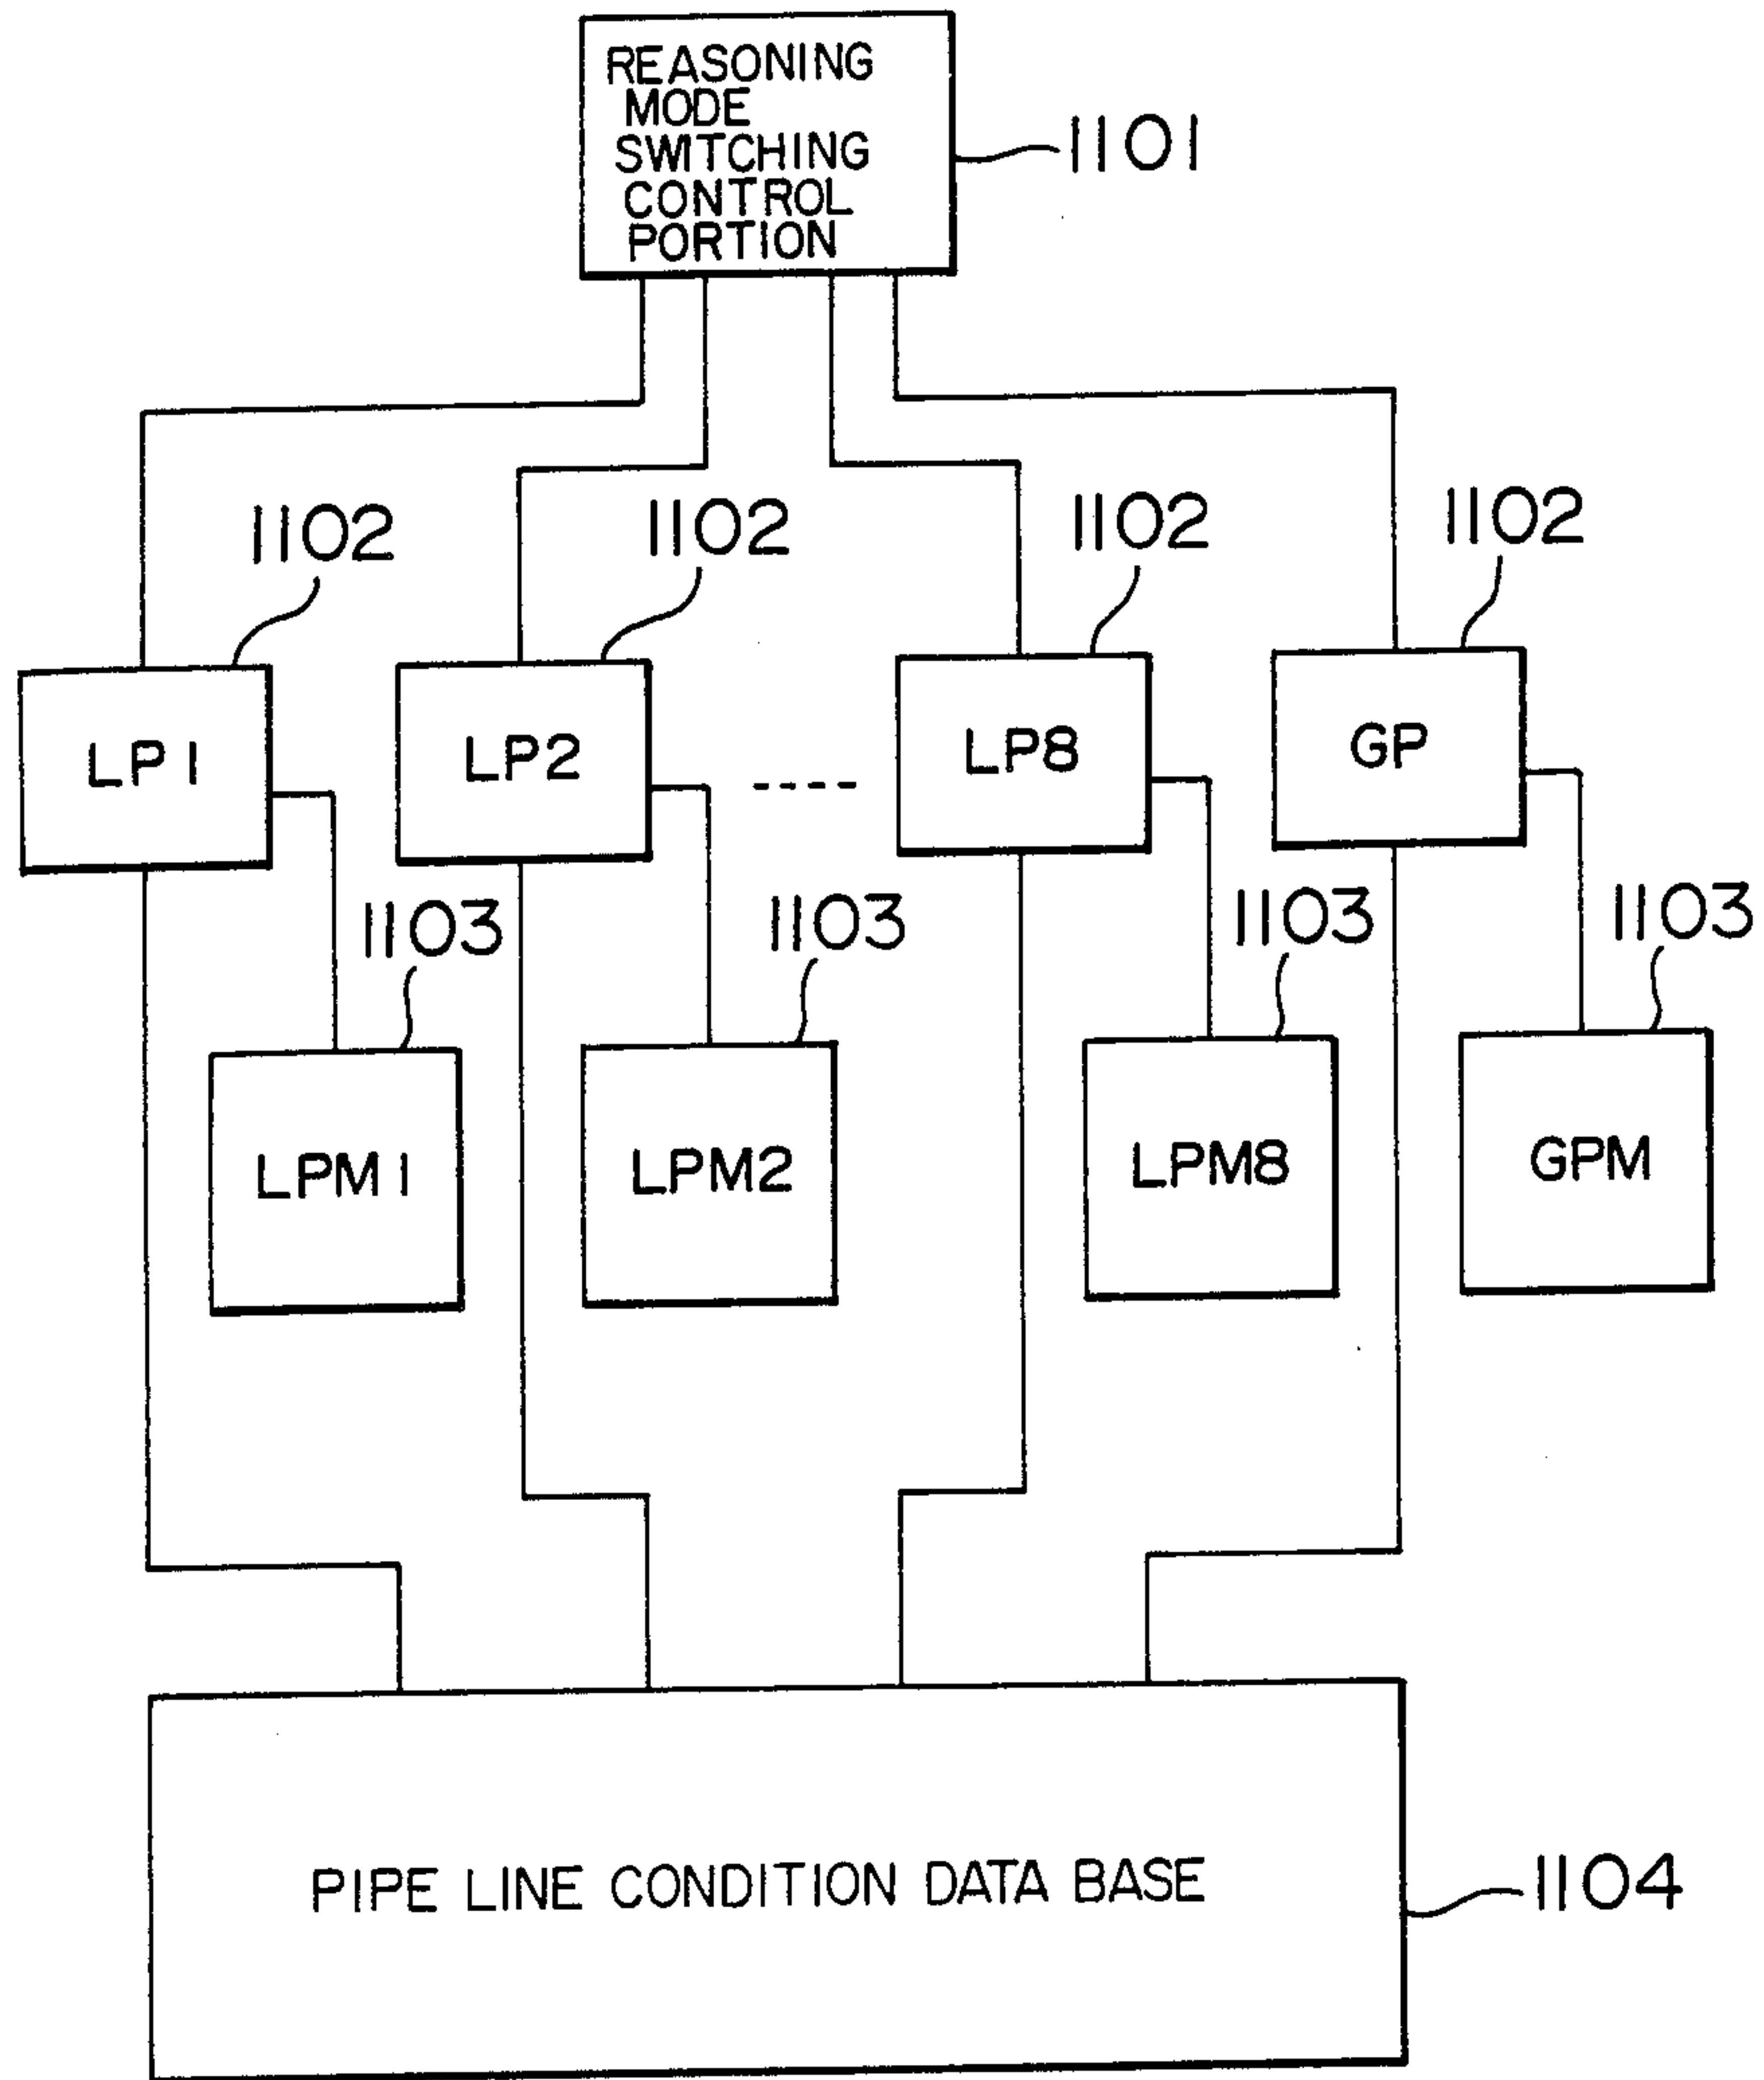 REASONING
MODE
SWITCHING
CONTROL
PORTION
1101
1102
1102
1102
1102
LP1
LP2
----
LP8
GP
1103
1103
1103
1103
LPM1
LPM2
LPM8
GPM
PIPE LINE CONDITION DATA BASE
1104